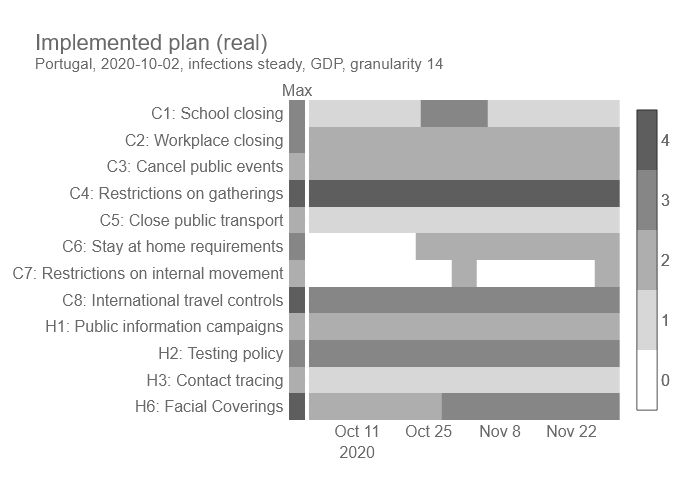 Implemented plan (real)
Portugal, 2020-10-02, infections steady, GDP, granularity 14
Max
C1: School closing
C2: Workplace closing
C3: Cancel public events
C4: Restrictions on gatherings
C5: Close public transport
C6: Stay at home requirements
C7: Restrictions on internal movement
C8: International travel controls
H1: Public information campaigns
H2: Testing policy
H3: Contact tracing
H6: Facial Coverings
Oct 11 Oct 25 Nov 8 Nov 22
2020
4
3
2
1
0